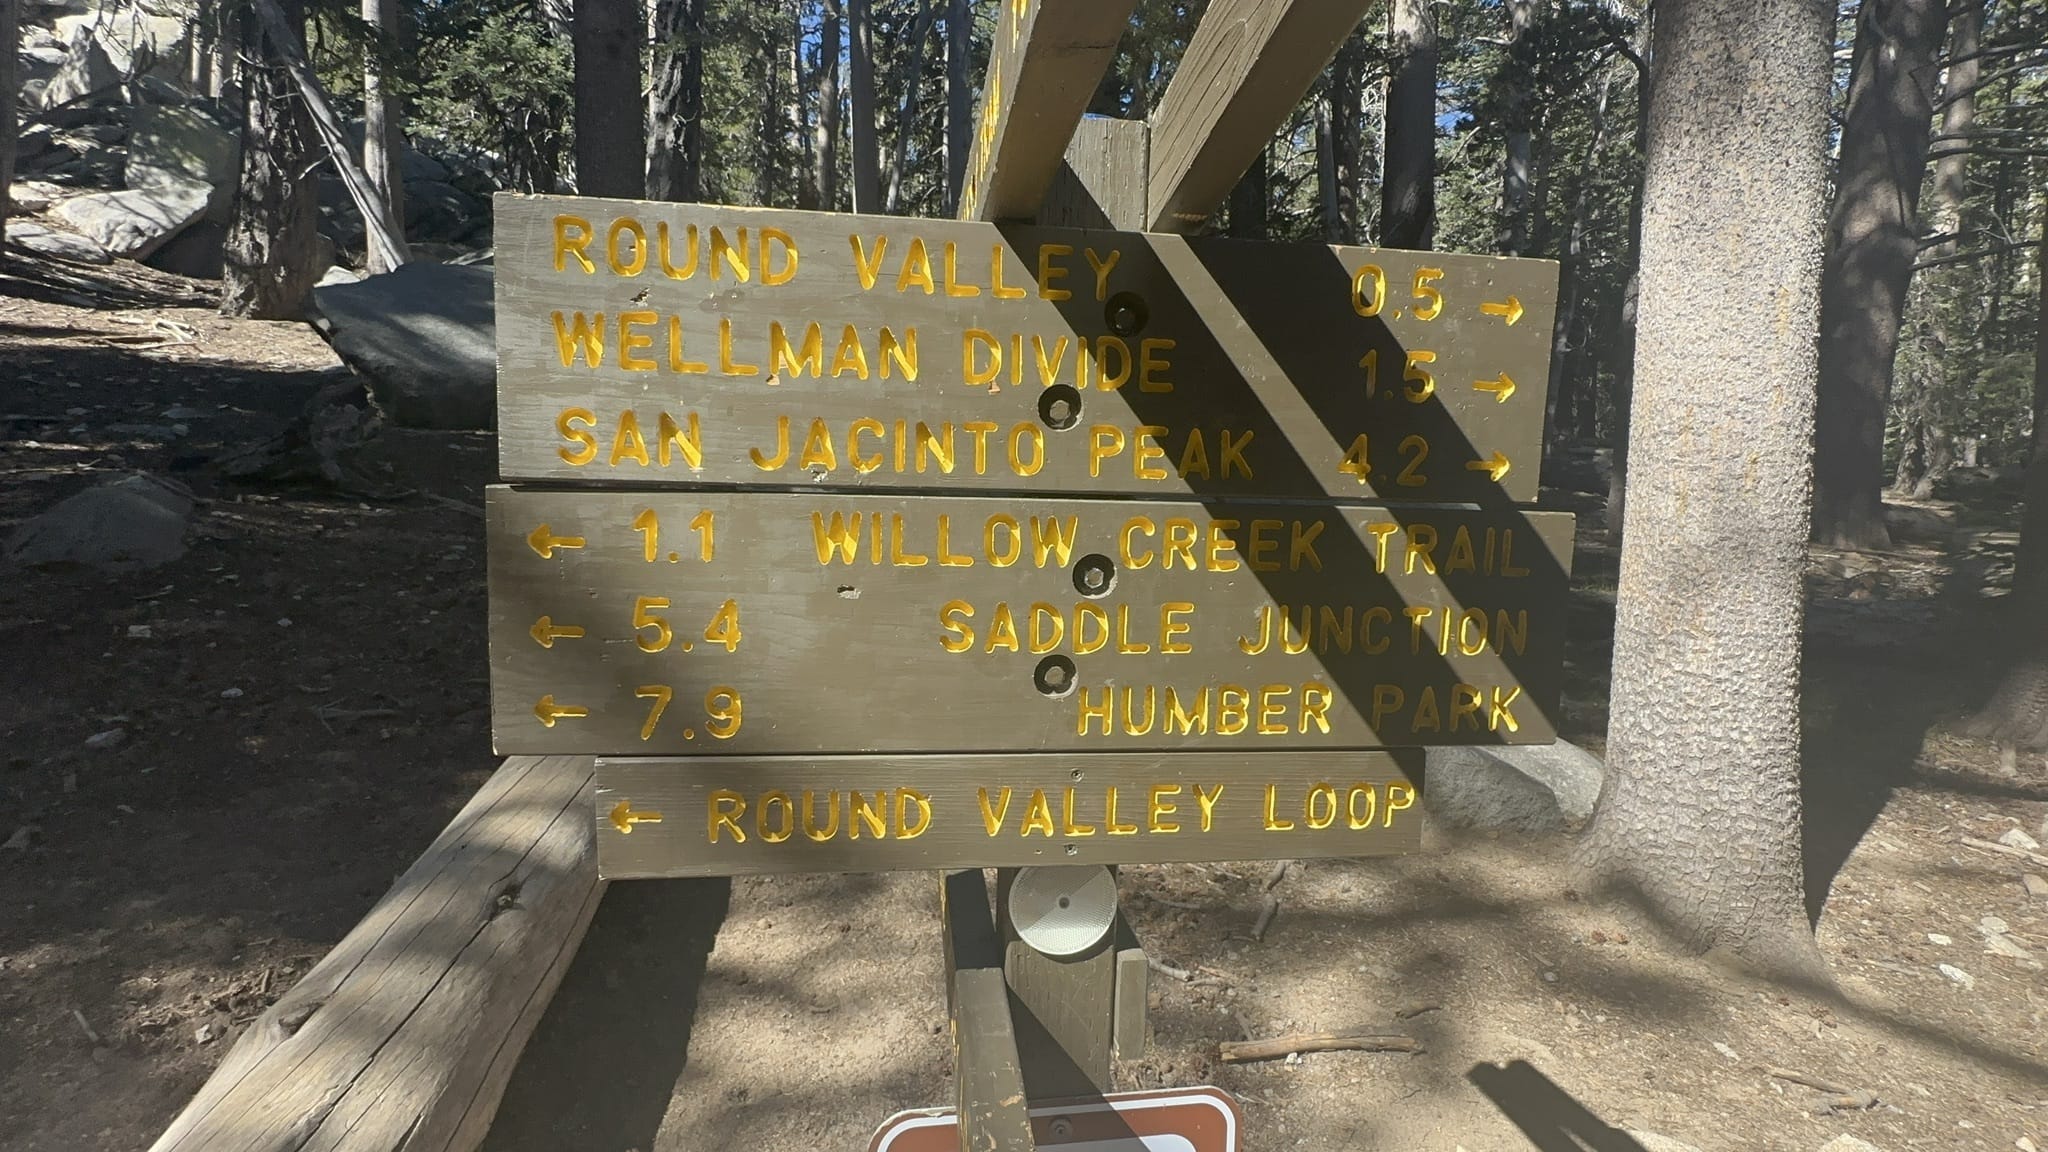 ROUND VALLEY 0.5 →
WELLMAN DIVIDE 1.5 →
SAN JACINTO PEAK 4.2 →
← 1.1 WILLOW CREEK TRAIL
← 5.4 SADDLE JUNCTION
← 7.9 HUMBER PARK
← ROUND VALLEY LOOP